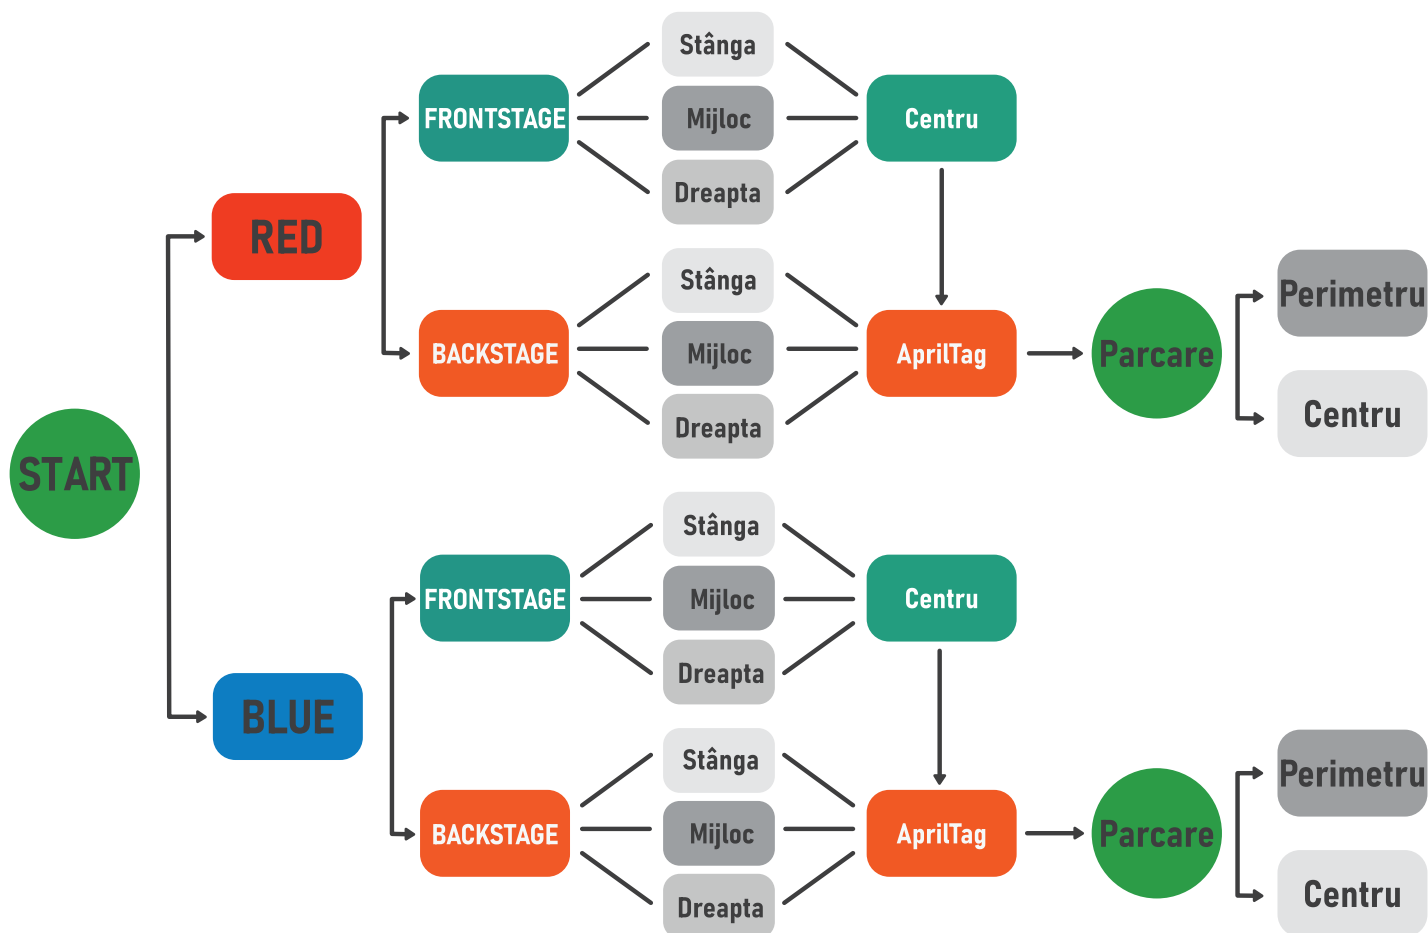 START
RED
FRONTSTAGE
Stânga
Mijloc
Dreapta
Centru
BACKSTAGE
Stânga
Mijloc
Dreapta
AprilTag
Parcare
Perimetru
Centru
BLUE
FRONTSTAGE
Stânga
Mijloc
Dreapta
Centru
BACKSTAGE
Stânga
Mijloc
Dreapta
AprilTag
Parcare
Perimetru
Centru